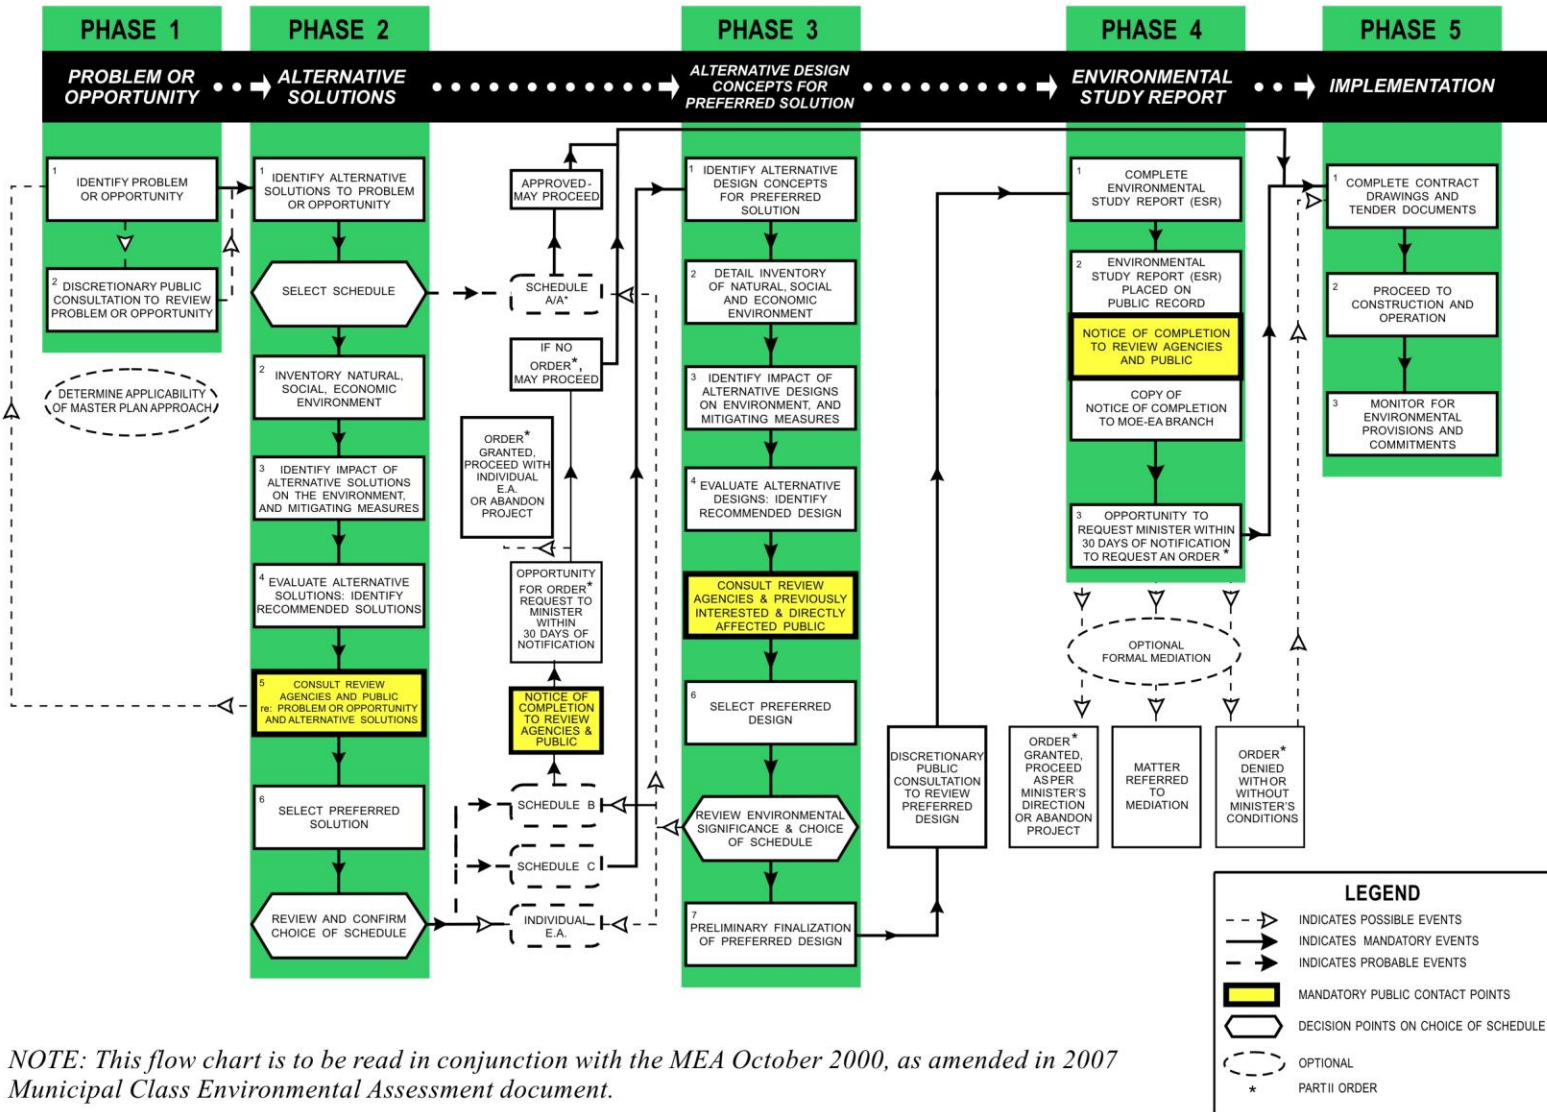 PHASE 1
PHASE 2
PHASE 3
PHASE 4
PHASE 5
PROBLEM OR
OPPORTUNITY
ALTERNATIVE
SOLUTIONS
ALTERNATIVE DESIGN
CONCEPTS FOR
PREFERRED SOLUTION
ENVIRONMENTAL
STUDY REPORT
IMPLEMENTATION
1
IDENTIFY PROBLEM
OR OPPORTUNITY
2 DISCRETIONARY PUBLIC
CONSULTATION TO REVIEW
PROBLEM OR OPPORTUNITY
DETERMINE APPLICABILITY
OF MASTER PLAN APPROACH
1
IDENTIFY ALTERNATIVE
SOLUTIONS TO PROBLEM
OR OPPORTUNITY
SELECT SCHEDULE
2
INVENTORY NATURAL,
SOCIAL, ECONOMIC
ENVIRONMENT
3 IDENTIFY IMPACT OF
ALTERNATIVE SOLUTIONS
ON THE ENVIRONMENT,
AND MITIGATING MEASURES
4 EVALUATE ALTERNATIVE
SOLUTIONS: IDENTIFY
RECOMMENDED SOLUTIONS
5 CONSULT REVIEW
AGENCIES AND PUBLIC
re: PROBLEM OR OPPORTUNITY
AND ALTERNATIVE SOLUTIONS
6
SELECT PREFERRED
SOLUTION
REVIEW AND CONFIRM
CHOICE OF SCHEDULE
APPROVED-
MAY PROCEED
SCHEDULE
A/A*
IF NO
ORDER*,
MAY PROCEED
ORDER*
GRANTED,
PROCEED WITH
INDIVIDUAL
E.A.
OR ABANDON
PROJECT
OPPORTUNITY
FOR ORDER*
REQUEST TO
MINISTER
WITHIN
30 DAYS OF
NOTIFICATION
NOTICE OF
COMPLETION
TO REVIEW
AGENCIES &
PUBLIC
SCHEDULE B
SCHEDULE C
INDIVIDUAL
E.A.
1 IDENTIFY ALTERNATIVE
DESIGN CONCEPTS
FOR PREFERRED
SOLUTION
2 DETAIL INVENTORY
OF NATURAL, SOCIAL
AND ECONOMIC
ENVIRONMENT
3 IDENTIFY IMPACT OF
ALTERNATIVE DESIGNS
ON ENVIRONMENT, AND
MITIGATING MEASURES
4 EVALUATE ALTERNATIVE
DESIGNS: IDENTIFY
RECOMMENDED DESIGN
CONSULT REVIEW
AGENCIES & PREVIOUSLY
INTERESTED & DIRECTLY
AFFECTED PUBLIC
6
SELECT PREFERRED
DESIGN
REVIEW ENVIRONMENTAL
SIGNIFICANCE & CHOICE
OF SCHEDULE
7
PRELIMINARY FINALIZATION
OF PREFERRED DESIGN
DISCRETIONARY
PUBLIC
CONSULTATION
TO REVIEW
PREFERRED
DESIGN
1
COMPLETE
ENVIRONMENTAL
STUDY REPORT (ESR)
2 ENVIRONMENTAL
STUDY REPORT (ESR)
PLACED ON
PUBLIC RECORD
NOTICE OF COMPLETION
TO REVIEW AGENCIES
AND PUBLIC
COPY OF
NOTICE OF COMPLETION
TO MOE-EA BRANCH
3 OPPORTUNITY TO
REQUEST MINISTER WITHIN
30 DAYS OF NOTIFICATION
TO REQUEST AN ORDER*
OPTIONAL
FORMAL MEDIATION
ORDER*
GRANTED,
PROCEED
AS PER
MINISTER'S
DIRECTION
OR ABANDON
PROJECT
MATTER
REFERRED
TO
MEDIATION
ORDER*
DENIED
WITH OR
WITHOUT
MINISTER'S
CONDITIONS
1
COMPLETE CONTRACT
DRAWINGS AND
TENDER DOCUMENTS
2
PROCEED TO
CONSTRUCTION AND
OPERATION
3 MONITOR FOR
ENVIRONMENTAL
PROVISIONS AND
COMMITMENTS
LEGEND
INDICATES POSSIBLE EVENTS
INDICATES MANDATORY EVENTS
INDICATES PROBABLE EVENTS
MANDATORY PUBLIC CONTACT POINTS
DECISION POINTS ON CHOICE OF SCHEDULE
OPTIONAL
* PART II ORDER
NOTE: This flow chart is to be read in conjunction with the MEA October 2000, as amended in 2007
Municipal Class Environmental Assessment document.